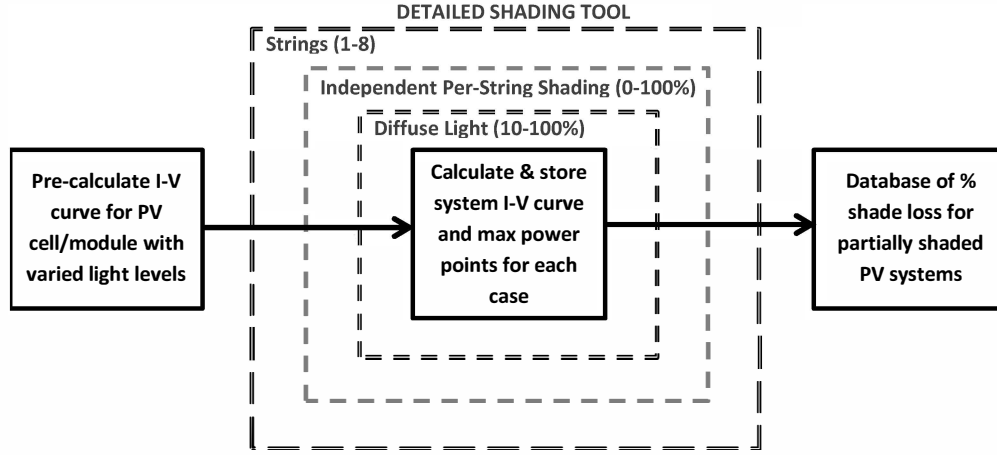 DETAILED SHADING TOOL
Strings (1-8)
Independent Per-String Shading (0-100%)
Diffuse Light (10-100%)
Pre-calculate I-V
curve for PV
cell/module with
varied light levels
Calculate & store
system I-V curve
and max power
points for each
case
Database of %
shade loss for
partially shaded
PV systems